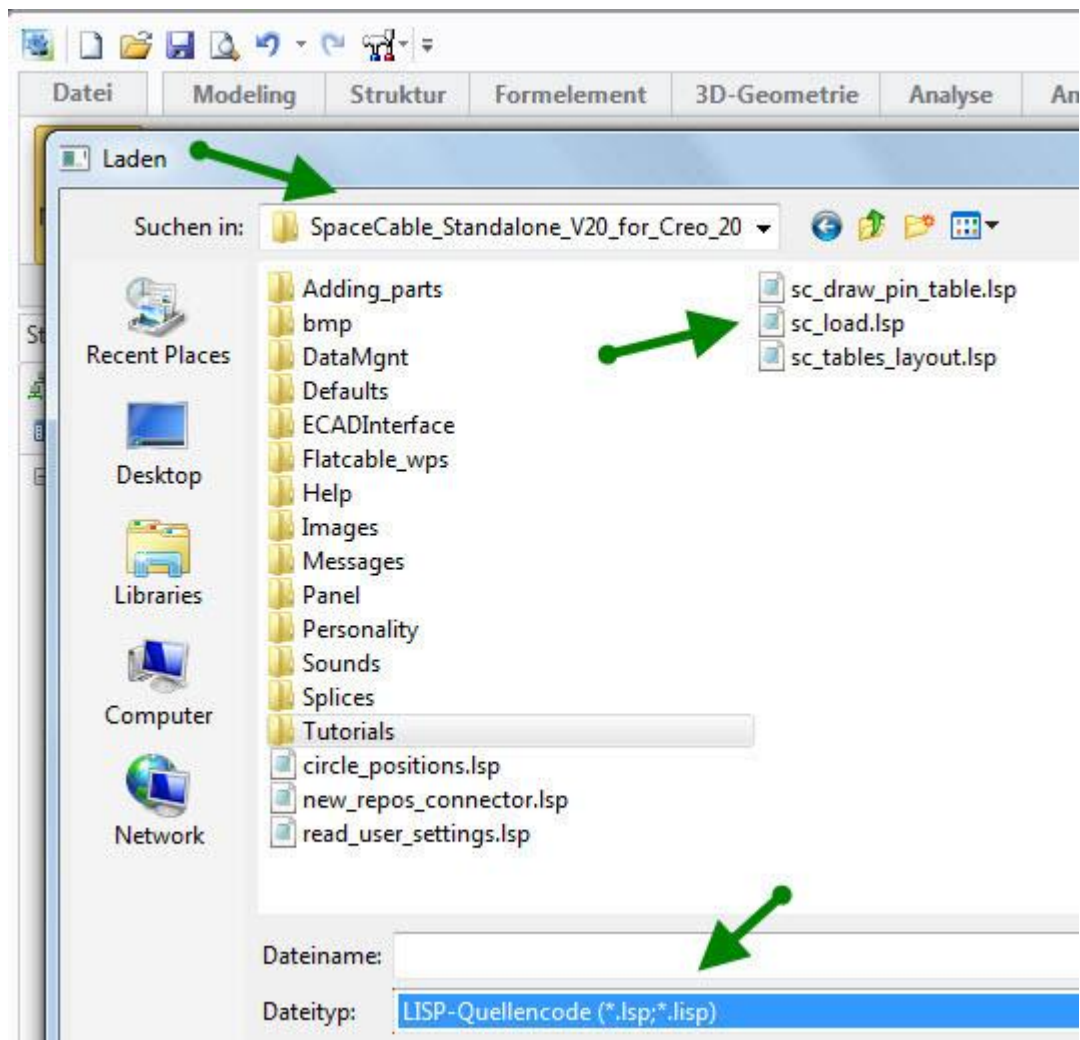 Datei Modeling Struktur Formelement 3D-Geometrie Analyse An
Laden
Suchen in: SpaceCable_Standalone_V20_for_Creo_20
Recent Places
Desktop
Libraries
Computer
Network
Adding_parts
bmp
DataMgnt
Defaults
ECADInterface
Flatcable_wps
Help
Images
Messages
Panel
Personality
Sounds
Splices
Tutorials
circle_positions.lsp
new_repos_connector.lsp
read_user_settings.lsp
sc_draw_pin_table.lsp
sc_load.lsp
sc_tables_layout.lsp
Dateiname:
Dateityp: LISP-Quellencode (*.lsp;*.lisp)